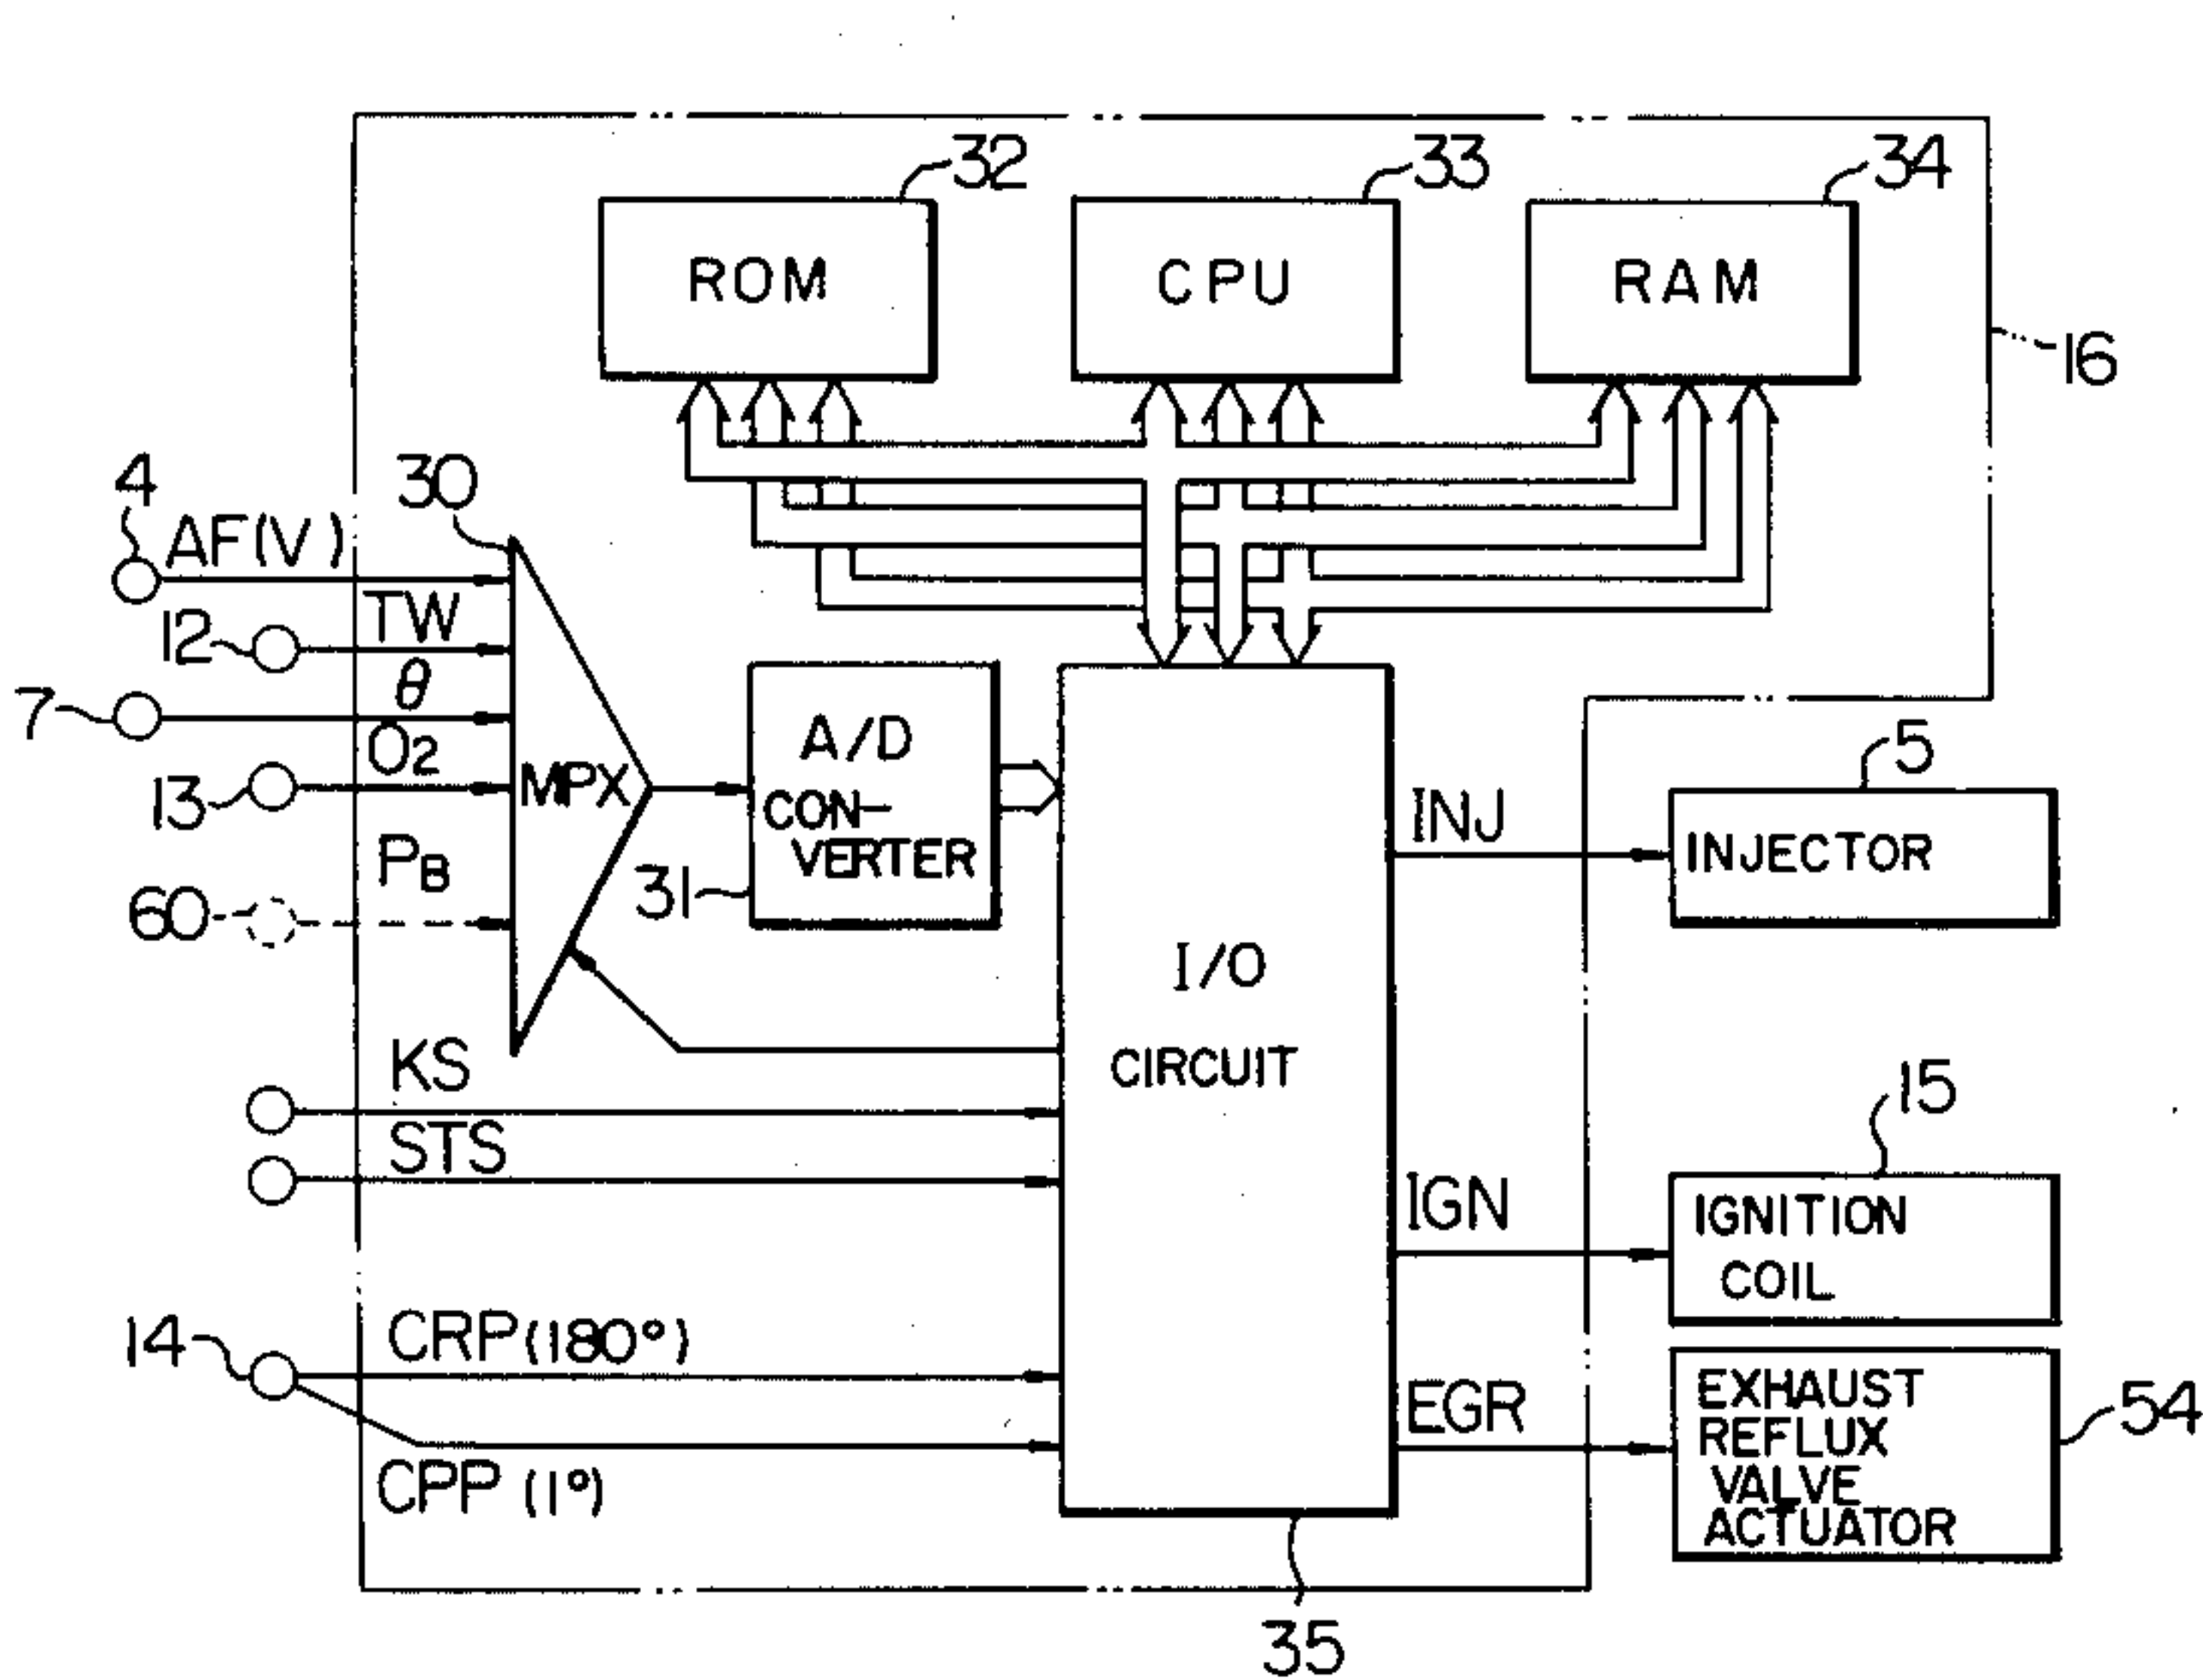 32
33
34
ROM
CPU
RAM
16
4
AF(V)
30
12
TW
7
θ
13
O2
MPX
A/D
CON-
VERTER
31
PB
60
5
INJ
INJECTOR
I/O
CIRCUIT
KS
STS
15
IGN
IGNITION
COIL
14
CRP(180°)
CPP (1°)
EGR
EXHAUST
REFLUX
VALVE
ACTUATOR
54
35